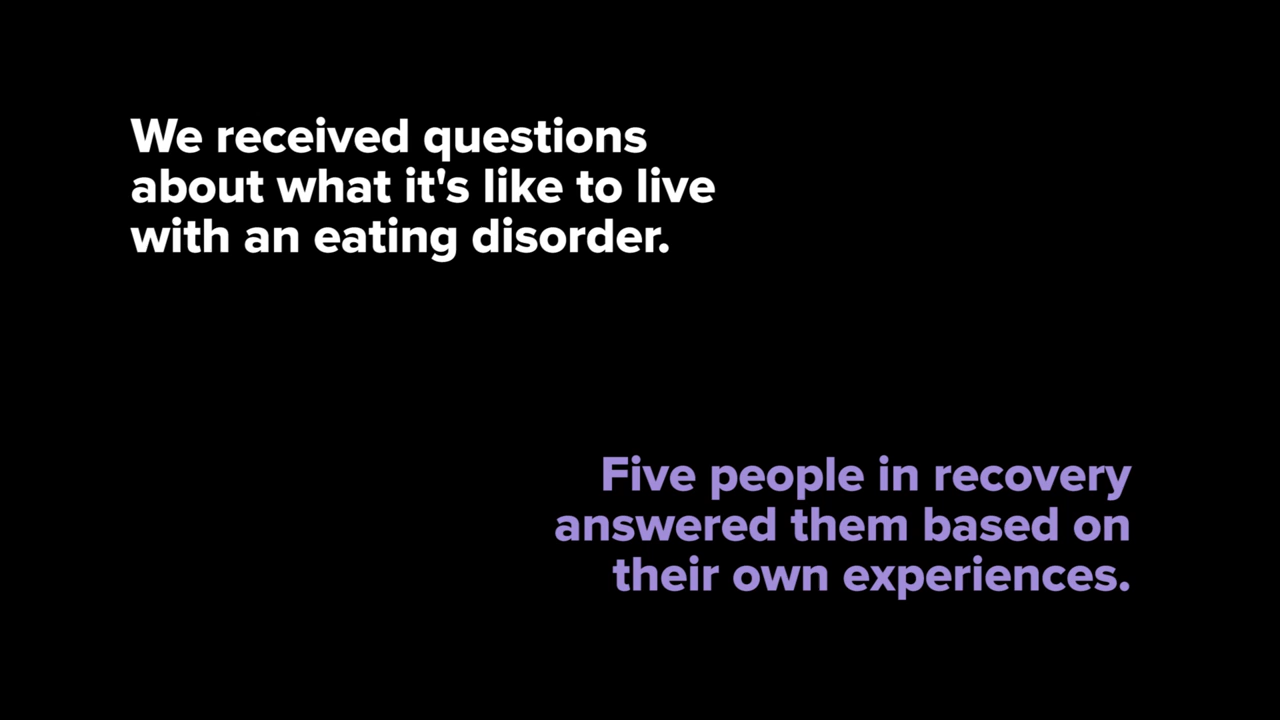 We received questions
about what it's like to live
with an eating disorder.
Five people in recovery
answered them based on
their own experiences.